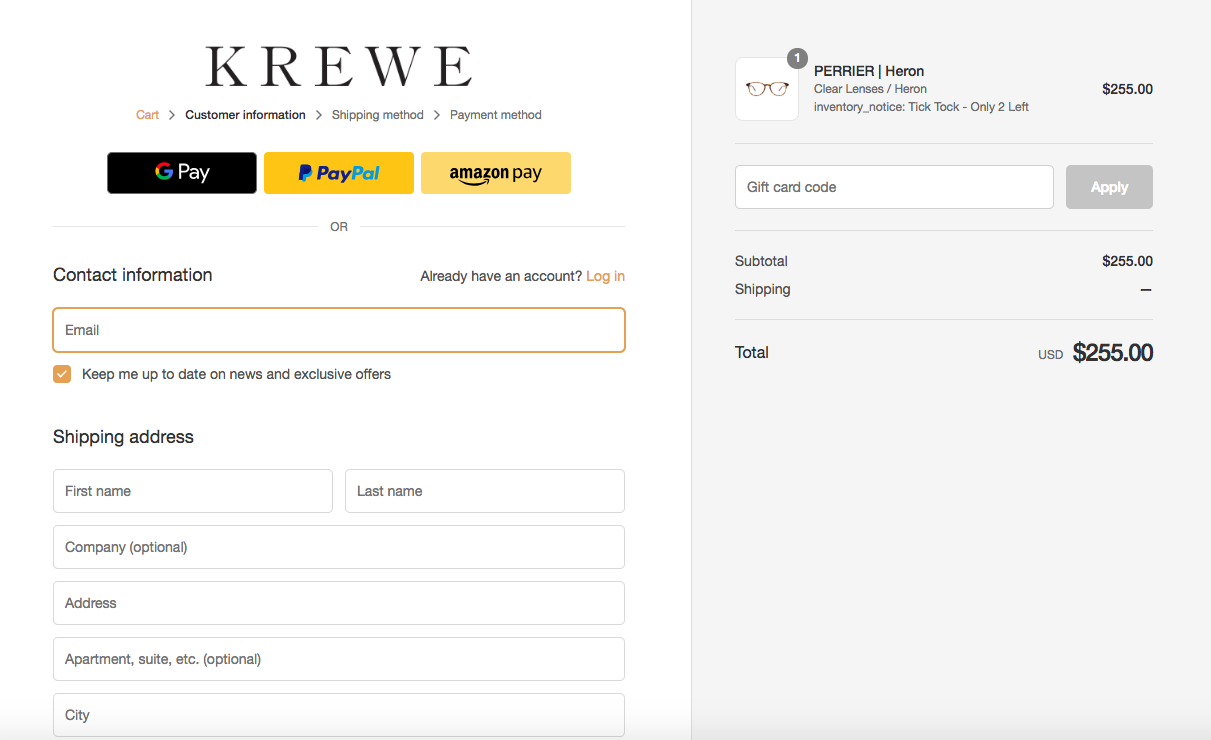 KREWE
Cart > Customer information > Shipping method > Payment method
G Pay
PayPal
amazon pay
OR
Contact information
Already have an account? Log in
Email
Keep me up to date on news and exclusive offers
Shipping address
First name
Last name
Company (optional)
Address
Apartment, suite, etc. (optional)
City
1
PERRIER | Heron
Clear Lenses / Heron
inventory_notice: Tick Tock - Only 2 Left
$255.00
Gift card code
Apply
Subtotal
$255.00
Shipping
—
Total
USD $255.00